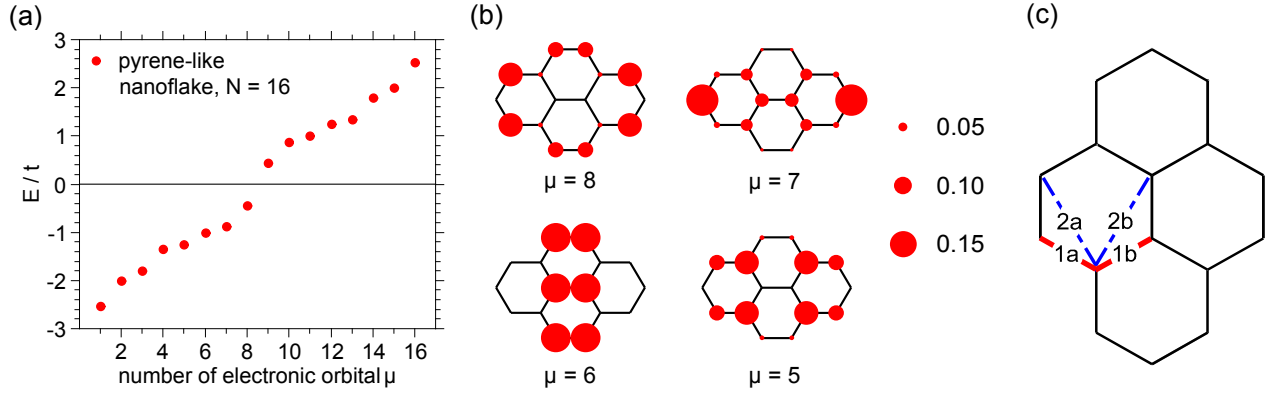 (a)
3
2
1
0
-1
-2
-3
E / t
pyrene-like
nanoflake, N = 16
2 4 6 8 10 12 14 16
number of electronic orbital μ
(b)
μ = 8
μ = 7
μ = 6
μ = 5
0.05
0.10
0.15
(c)
2a 2b
1a 1b